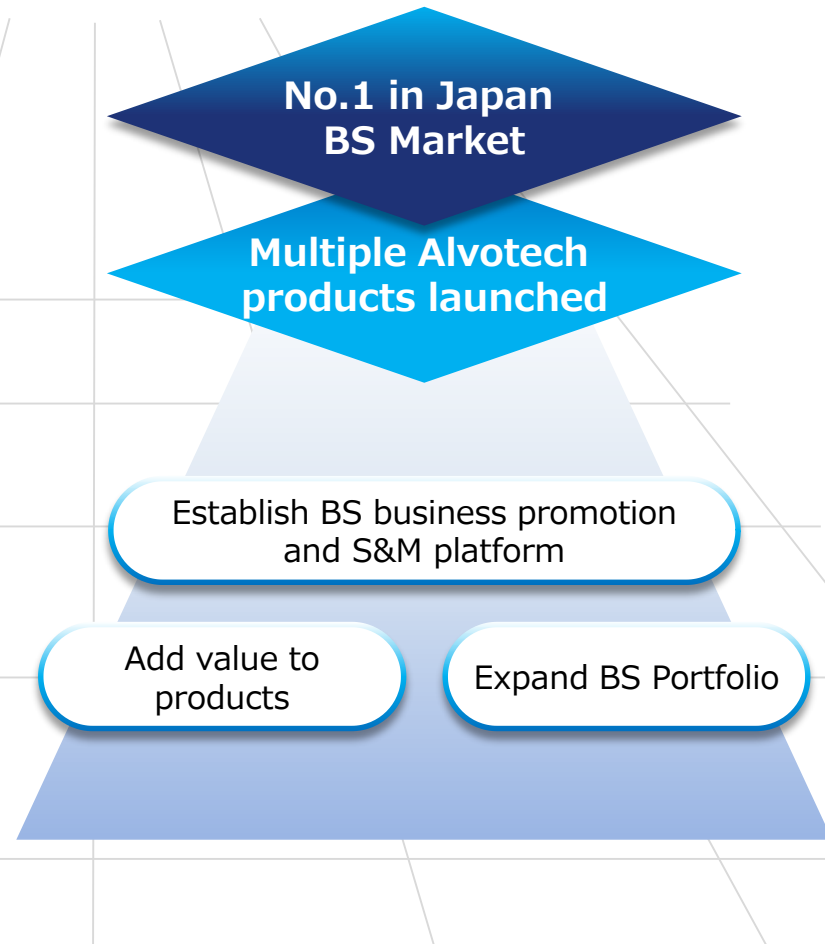 No.1 in Japan
BS Market
Multiple Alvotech
products launched
Establish BS business promotion
and S&M platform
Add value to
products
Expand BS Portfolio